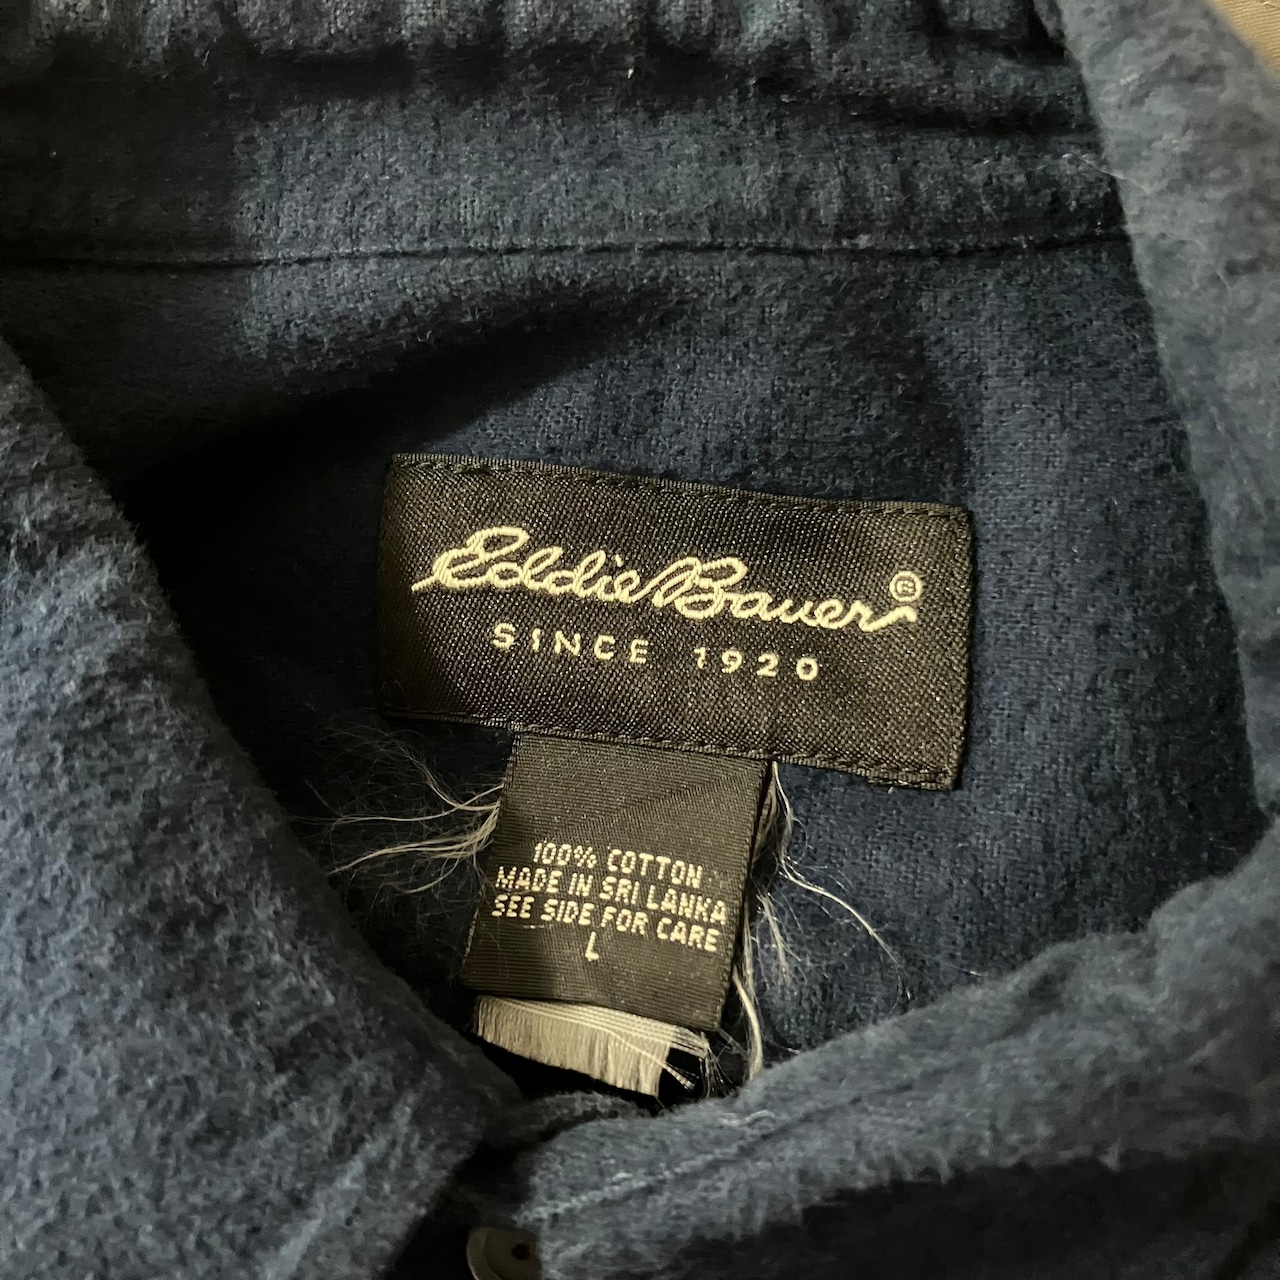 Eddie Bauer®
SINCE 1920
100% COTTON
MADE IN SRI LANKA
SEE SIDE FOR CARE
L